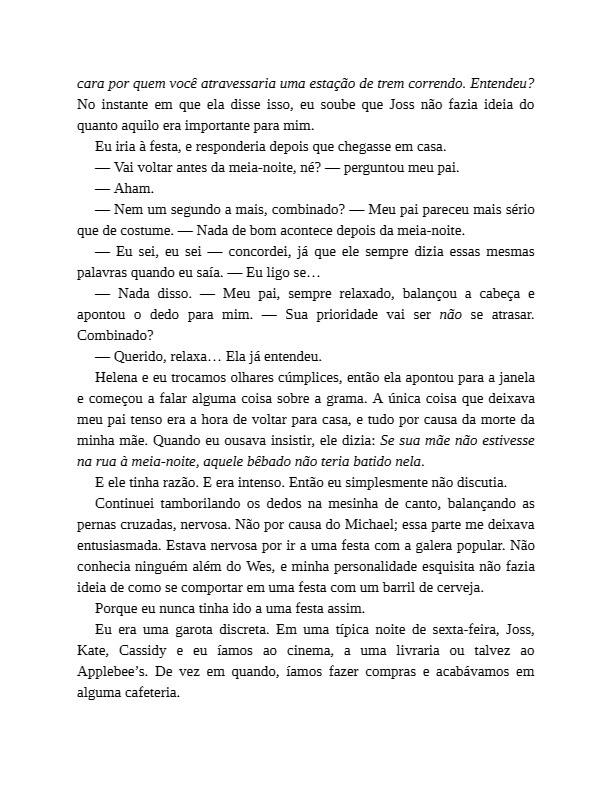 cara por quem você atravessaria uma estação de trem correndo. Entendeu?
No instante em que ela disse isso, eu soube que Joss não fazia ideia do
quanto aquilo era importante para mim.
Eu iria à festa, e responderia depois que chegasse em casa.
— Vai voltar antes da meia-noite, né? — perguntou meu pai.
— Aham.
— Nem um segundo a mais, combinado? — Meu pai pareceu mais sério
que de costume. — Nada de bom acontece depois da meia-noite.
— Eu sei, eu sei — concordei, já que ele sempre dizia essas mesmas
palavras quando eu saía. — Eu ligo se…
— Nada disso. — Meu pai, sempre relaxado, balançou a cabeça e
apontou o dedo para mim. — Sua prioridade vai ser não se atrasar.
Combinado?
— Querido, relaxa… Ela já entendeu.
Helena e eu trocamos olhares cúmplices, então ela apontou para a janela
e começou a falar alguma coisa sobre a grama. A única coisa que deixava
meu pai tenso era a hora de voltar para casa, e tudo por causa da morte da
minha mãe. Quando eu ousava insistir, ele dizia: Se sua mãe não estivesse
na rua à meia-noite, aquele bêbado não teria batido nela.
E ele tinha razão. E era intenso. Então eu simplesmente não discutia.
Continuei tamborilando os dedos na mesinha de canto, balançando as
pernas cruzadas, nervosa. Não por causa do Michael; essa parte me deixava
entusiasmada. Estava nervosa por ir a uma festa com a galera popular. Não
conhecia ninguém além do Wes, e minha personalidade esquisita não fazia
ideia de como se comportar em uma festa com um barril de cerveja.
Porque eu nunca tinha ido a uma festa assim.
Eu era uma garota discreta. Em uma típica noite de sexta-feira, Joss,
Kate, Cassidy e eu íamos ao cinema, a uma livraria ou talvez ao
Applebee’s. De vez em quando, íamos fazer compras e acabávamos em
alguma cafeteria.